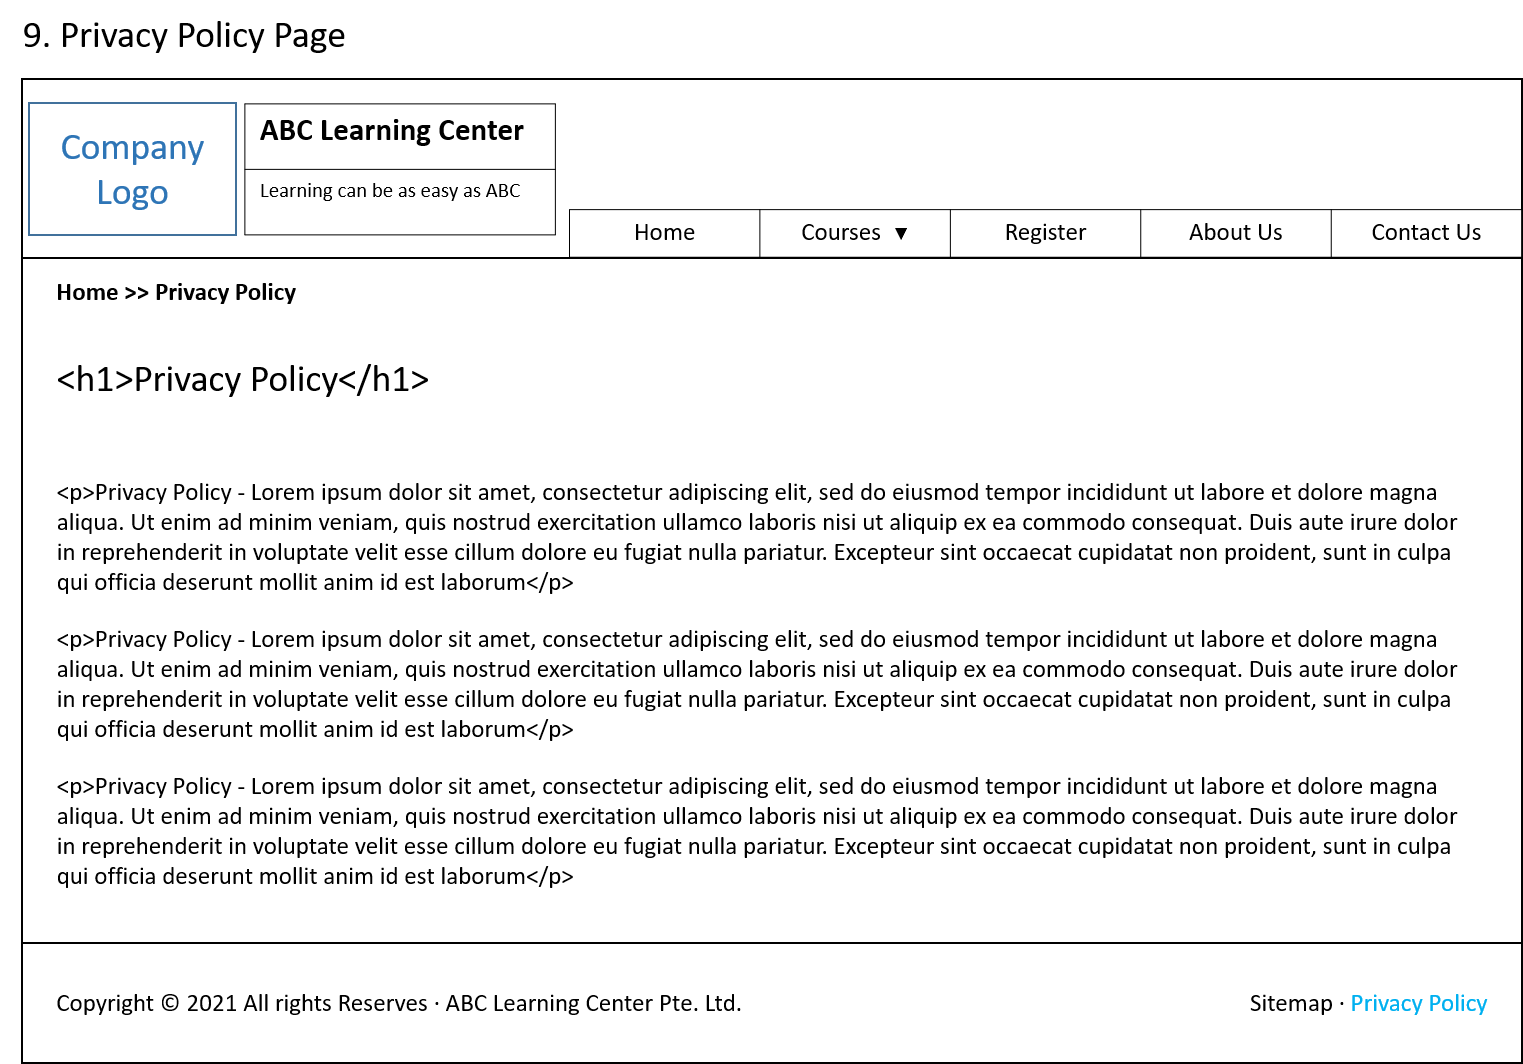 9. Privacy Policy Page
Company
Logo
ABC Learning Center
Learning can be as easy as ABC
Home
Courses ▼
Register
About Us
Contact Us
Home >> Privacy Policy
<h1>Privacy Policy</h1>
<p>Privacy Policy - Lorem ipsum dolor sit amet, consectetur adipiscing elit, sed do eiusmod tempor incididunt ut labore et dolore magna
aliqua. Ut enim ad minim veniam, quis nostrud exercitation ullamco laboris nisi ut aliquip ex ea commodo consequat. Duis aute irure dolor
in reprehenderit in voluptate velit esse cillum dolore eu fugiat nulla pariatur. Excepteur sint occaecat cupidatat non proident, sunt in culpa
qui officia deserunt mollit anim id est laborum</p>
<p>Privacy Policy - Lorem ipsum dolor sit amet, consectetur adipiscing elit, sed do eiusmod tempor incididunt ut labore et dolore magna
aliqua. Ut enim ad minim veniam, quis nostrud exercitation ullamco laboris nisi ut aliquip ex ea commodo consequat. Duis aute irure dolor
in reprehenderit in voluptate velit esse cillum dolore eu fugiat nulla pariatur. Excepteur sint occaecat cupidatat non proident, sunt in culpa
qui officia deserunt mollit anim id est laborum</p>
<p>Privacy Policy - Lorem ipsum dolor sit amet, consectetur adipiscing elit, sed do eiusmod tempor incididunt ut labore et dolore magna
aliqua. Ut enim ad minim veniam, quis nostrud exercitation ullamco laboris nisi ut aliquip ex ea commodo consequat. Duis aute irure dolor
in reprehenderit in voluptate velit esse cillum dolore eu fugiat nulla pariatur. Excepteur sint occaecat cupidatat non proident, sunt in culpa
qui officia deserunt mollit anim id est laborum</p>
Copyright © 2021 All rights Reserves · ABC Learning Center Pte. Ltd.
Sitemap · Privacy Policy